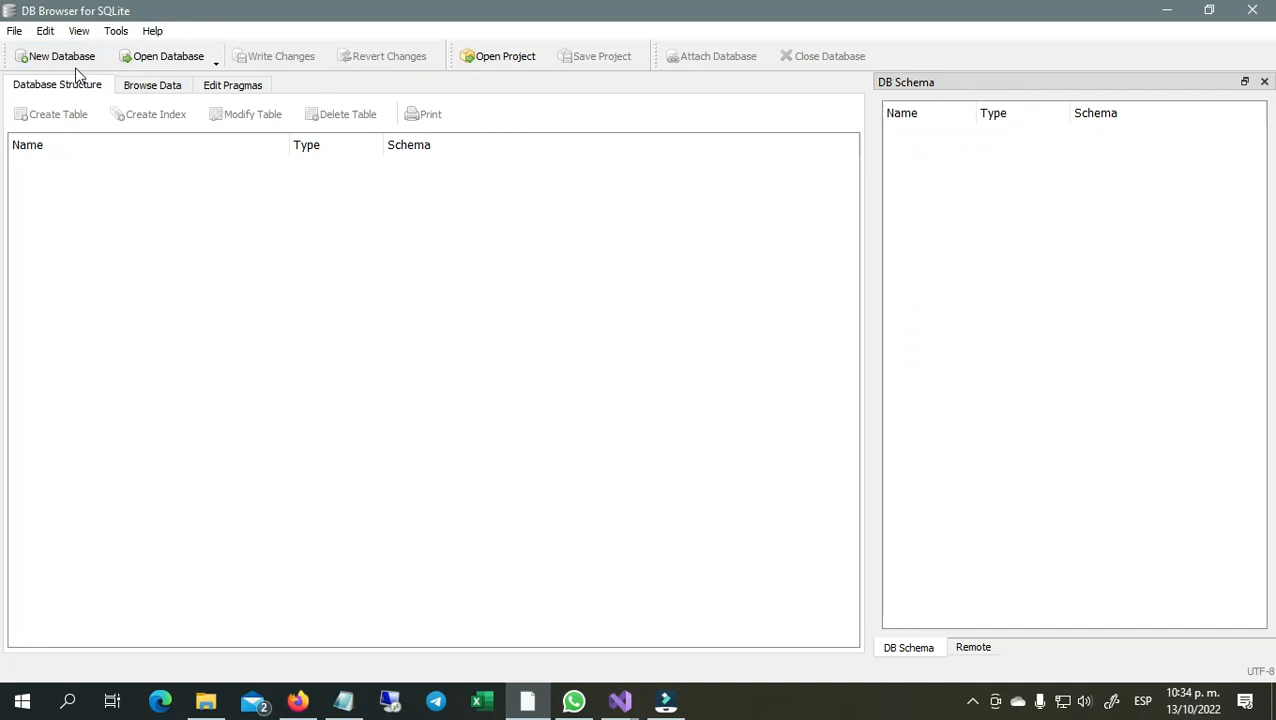 DB Browser for SQLite
File Edit View Tools Help
New Database Open Database Write Changes Revert Changes Open Project Save Project Attach Database Close Database
Database Structure Browse Data Edit Pragmas
DB Schema
Create Table Create Index Modify Table Delete Table Print
Name Type Schema
Name Type Schema
DB Schema Remote
UTF-8
2
ESP
10:34 p. m.
13/10/2022